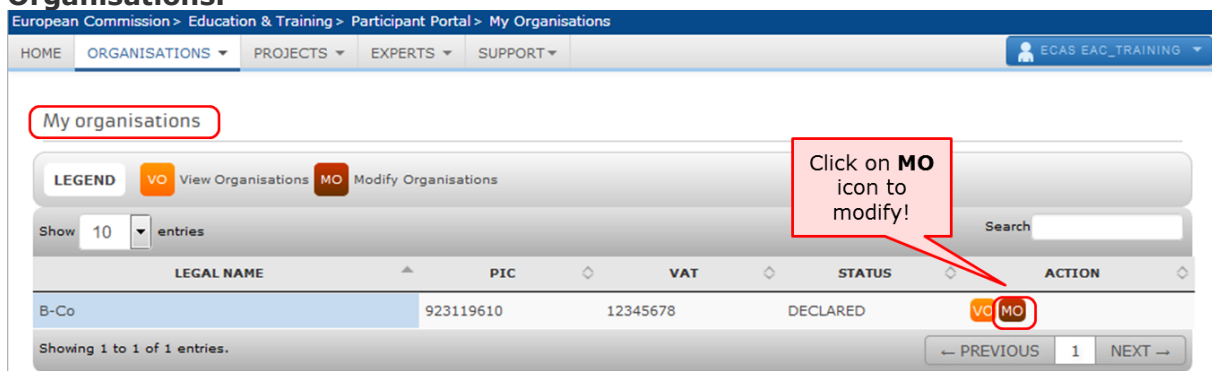 Organisations.
European Commission > Education & Training > Participant Portal > My Organisations
HOME ORGANISATIONS PROJECTS EXPERTS SUPPORT ECAS EAC_TRAINING
My organisations
LEGEND VO View Organisations MO Modify Organisations
Click on MO
icon to
modify!
Show 10 entries Search
LEGAL NAME PIC VAT STATUS ACTION
B-Co 923119610 12345678 DECLARED VO MO
Showing 1 to 1 of 1 entries. ← PREVIOUS 1 NEXT →